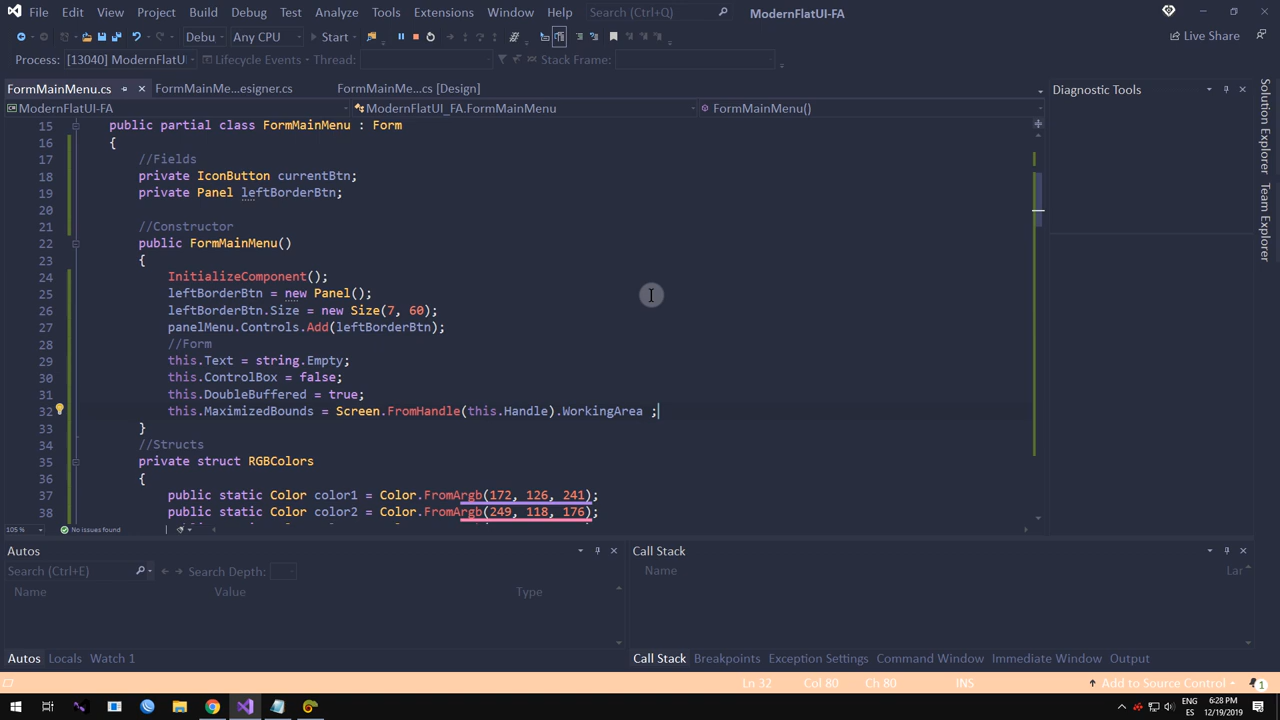 File Edit View Project Build Debug Test Analyze Tools Extensions Window Help Search (Ctrl+Q) ModernFlatUI-FA
Debug Any CPU Start Live Share
Process: [13040] ModernFlatU Lifecycle Events Thread: Stack Frame:
FormMainMenu.cs FormMainMe...esigner.cs FormMainMe....cs [Design] Diagnostic Tools
ModernFlatUI-FA ModernFlatUI_FA.FormMainMenu FormMainMenu()
15 public partial class FormMainMenu : Form
16 {
17 //Fields
18 private IconButton currentBtn;
19 private Panel leftBorderBtn;
20
21 //Constructor
22 public FormMainMenu()
23 {
24 InitializeComponent();
25 leftBorderBtn = new Panel();
26 leftBorderBtn.Size = new Size(7, 60);
27 panelMenu.Controls.Add(leftBorderBtn);
28 //Form
29 this.Text = string.Empty;
30 this.ControlBox = false;
31 this.DoubleBuffered = true;
32 this.MaximizedBounds = Screen.FromHandle(this.Handle).WorkingArea ;
33 }
34 //Structs
35 private struct RGBColors
36 {
37 public static Color color1 = Color.FromArgb(172, 126, 241);
38 public static Color color2 = Color.FromArgb(249, 118, 176);
105 % No issues found
Solution Explorer
Team Explorer
Autos
Search (Ctrl+E) Search Depth:
Name Value Type
Autos Locals Watch 1
Call Stack
Name
Call Stack Breakpoints Exception Settings Command Window Immediate Window Output
Ln 32 Col 80 Ch 80 INS Add to Source Control 1
ENG 6:28 PM
ES 12/19/2019